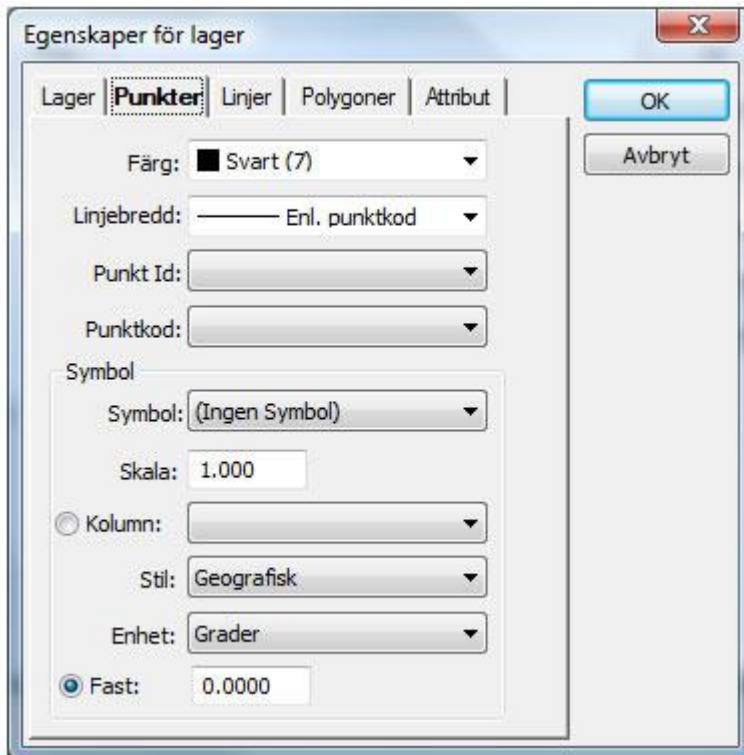 Egenskaper för lager
Lager Punkter Linjer Polygoner Attribut
OK
Avbryt
Färg: Svart (7)
Linjebredd: Enl. punktkod
Punkt Id:
Punktkod:
Symbol
Symbol: (Ingen Symbol)
Skala: 1.000
Kolumn:
Stil: Geografisk
Enhet: Grader
Fast: 0.0000